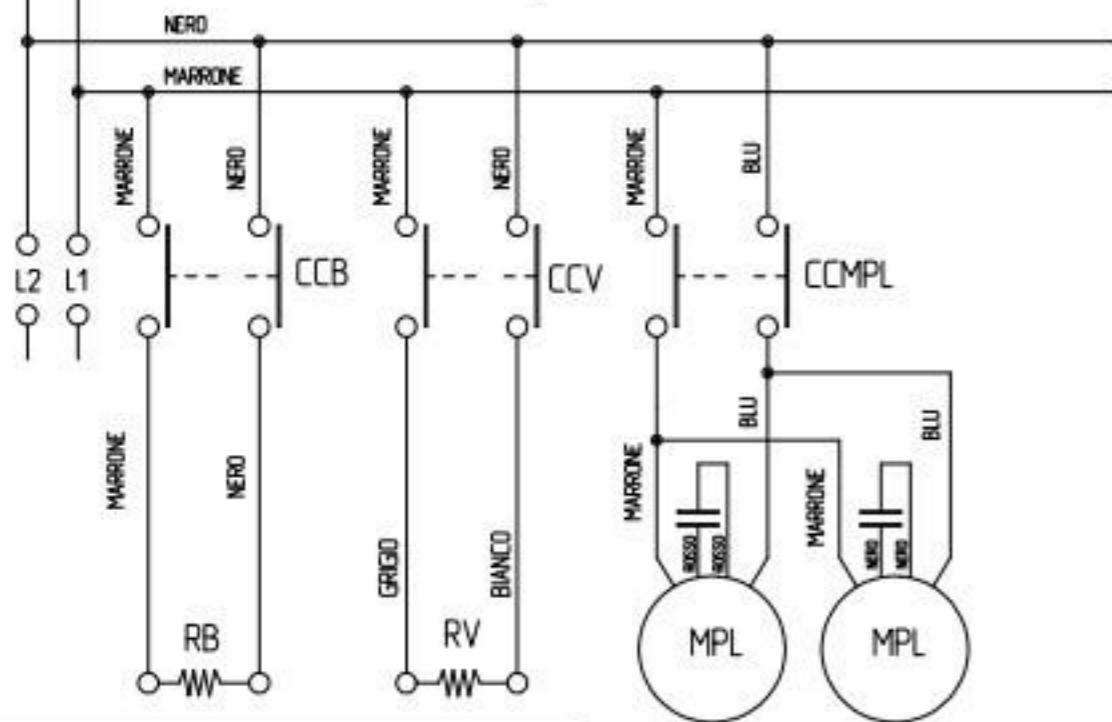 NERO
MARRONE
MARRONE
NERO
MARRONE
NERO
MARRONE
BLU
L2
L1
CCB
CCV
CCMPL
MARRONE
NERO
GRIGIO
BIANCO
MARRONE
BLU
MARRONE
BLU
ROSSO
ROSSO
NERO
NERO
RB
RV
MPL
MPL